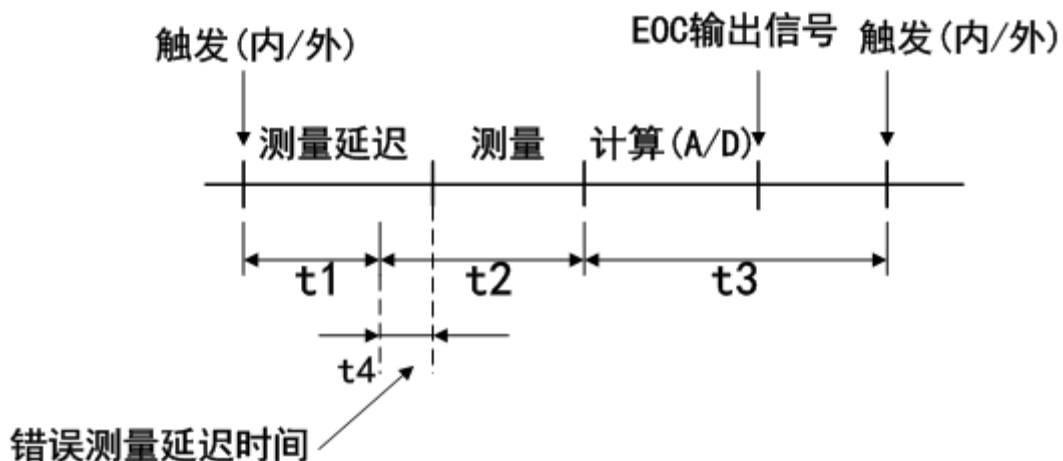 触发(内/外)
EOC输出信号
触发(内/外)
测量延迟
测量
计算(A/D)
t1
t2
t3
t4
错误测量延迟时间